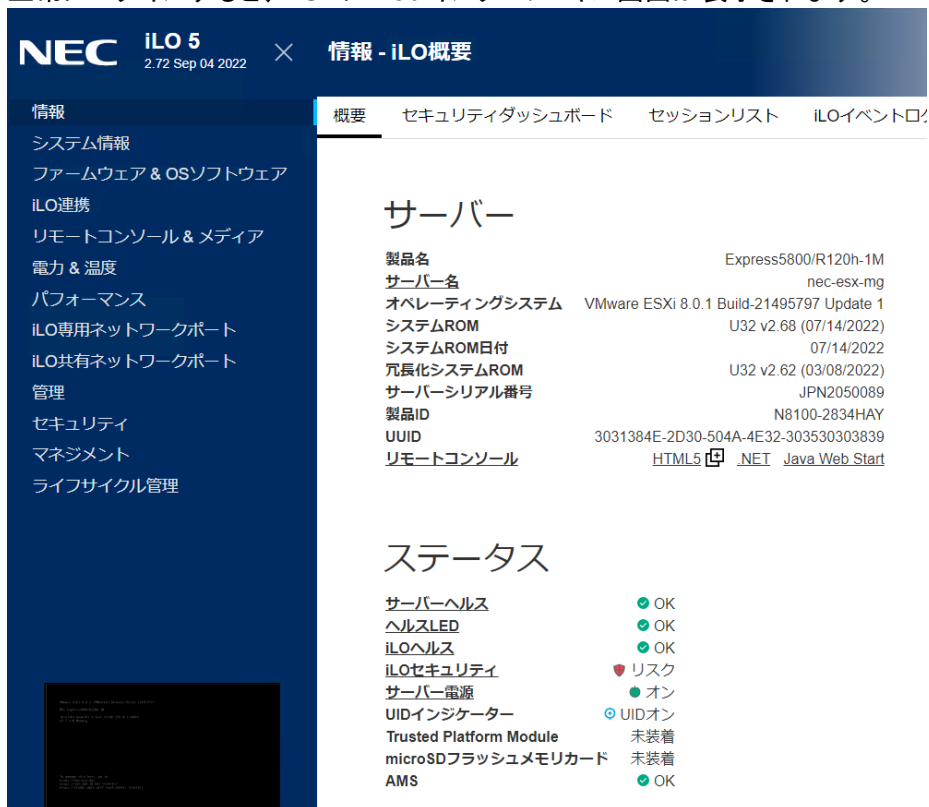 NEC iLO 5
2.72 Sep 04 2022
情報 - iLO概要
情報
システム情報
ファームウェア & OSソフトウェア
iLO連携
リモートコンソール & メディア
電力 & 温度
パフォーマンス
iLO専用ネットワークポート
iLO共有ネットワークポート
管理
セキュリティ
マネジメント
ライフサイクル管理
概要 セキュリティダッシュボード セッションリスト iLOイベントログ
サーバー
製品名 Express5800/R120h-1M
サーバー名 nec-esx-mg
オペレーティングシステム VMware ESXi 8.0.1 Build-21495797 Update 1
システムROM U32 v2.68 (07/14/2022)
システムROM日付 07/14/2022
冗長化システムROM U32 v2.62 (03/08/2022)
サーバーシリアル番号 JPN2050089
製品ID N8100-2834HAY
UUID 3031384E-2D30-504A-4E32-303530303839
リモートコンソール HTML5 .NET Java Web Start
ステータス
サーバーヘルス OK
ヘルスLED OK
iLOヘルス OK
iLOセキュリティ リスク
サーバー電源 オン
UIDインジケーター UIDオン
Trusted Platform Module 未装着
microSDフラッシュメモリカード 未装着
AMS OK